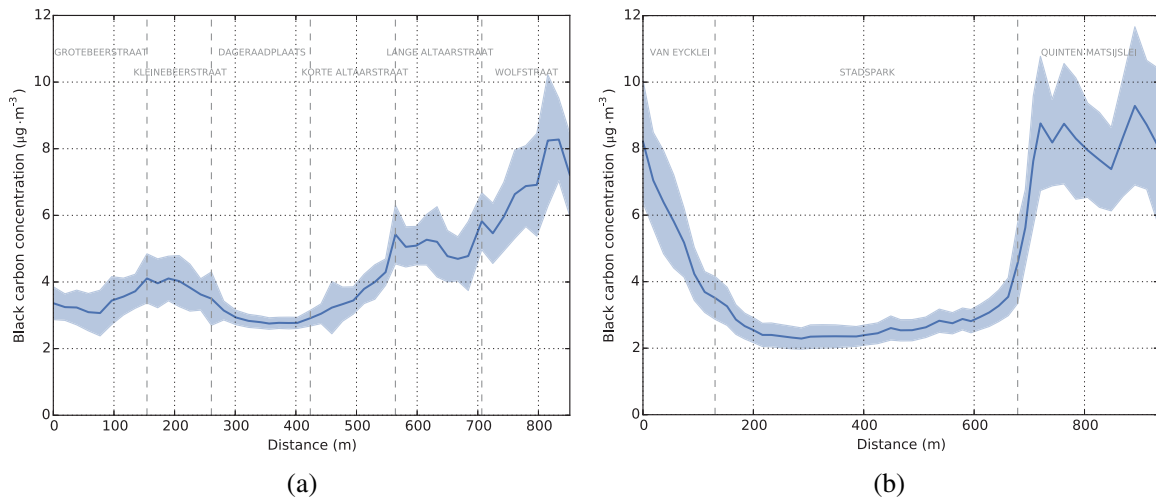 12
10
8
6
4
2
0
Black carbon concentration (μg·m⁻³)
GROTEBEERSTRAAT
DAGERAADPLAATS
LANGE ALTAARSTRAAT
KLEINEBEERSTRAAT
KORTE ALTAARSTRAAT
WOLFSTRAAT
0 100 200 300 400 500 600 700 800
Distance (m)
(a)
12
10
8
6
4
2
0
Black carbon concentration (μg·m⁻³)
VAN EYCKLEI
QUINTEN MATSIJSLEI
STADSPARK
0 200 400 600 800
Distance (m)
(b)